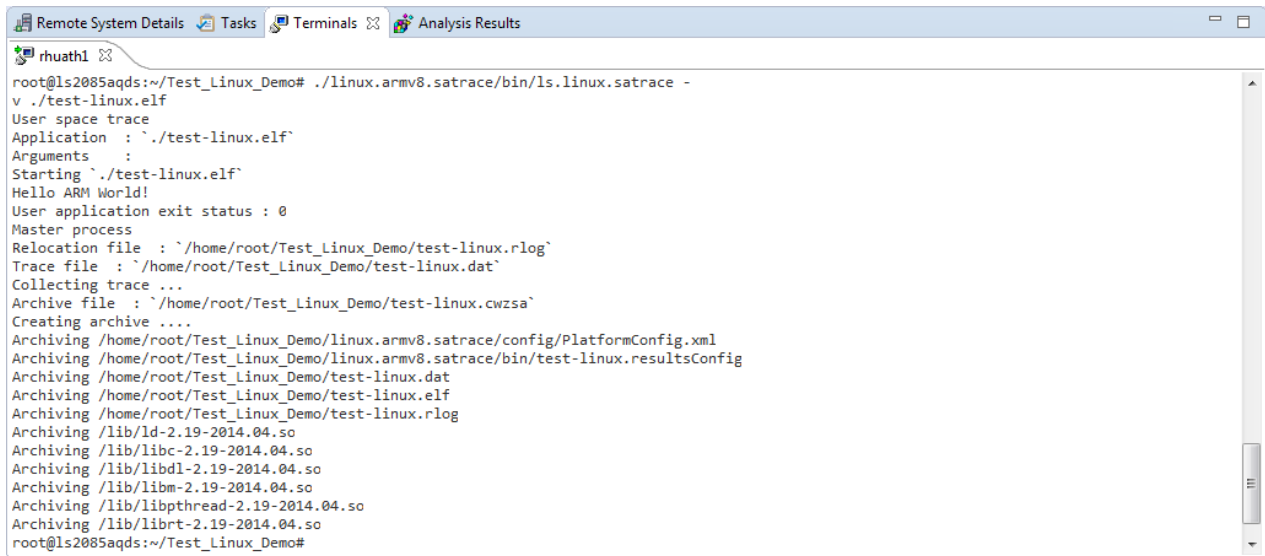 Remote System Details Tasks Terminals Analysis Results
rhuath1
root@ls2085aqds:~/Test_Linux_Demo# ./linux.armv8.satrace/bin/ls.linux.satrace -
v ./test-linux.elf
User space trace
Application  : `./test-linux.elf`
Arguments    :
Starting `./test-linux.elf`
Hello ARM World!
User application exit status : 0
Master process
Relocation file  : `/home/root/Test_Linux_Demo/test-linux.rlog`
Trace file  : `/home/root/Test_Linux_Demo/test-linux.dat`
Collecting trace ...
Archive file  : `/home/root/Test_Linux_Demo/test-linux.cwzsa`
Creating archive ....
Archiving /home/root/Test_Linux_Demo/linux.armv8.satrace/config/PlatformConfig.xml
Archiving /home/root/Test_Linux_Demo/linux.armv8.satrace/bin/test-linux.resultsConfig
Archiving /home/root/Test_Linux_Demo/test-linux.dat
Archiving /home/root/Test_Linux_Demo/test-linux.elf
Archiving /home/root/Test_Linux_Demo/test-linux.rlog
Archiving /lib/ld-2.19-2014.04.so
Archiving /lib/libc-2.19-2014.04.so
Archiving /lib/libdl-2.19-2014.04.so
Archiving /lib/libm-2.19-2014.04.so
Archiving /lib/libpthread-2.19-2014.04.so
Archiving /lib/librt-2.19-2014.04.so
root@ls2085aqds:~/Test_Linux_Demo#